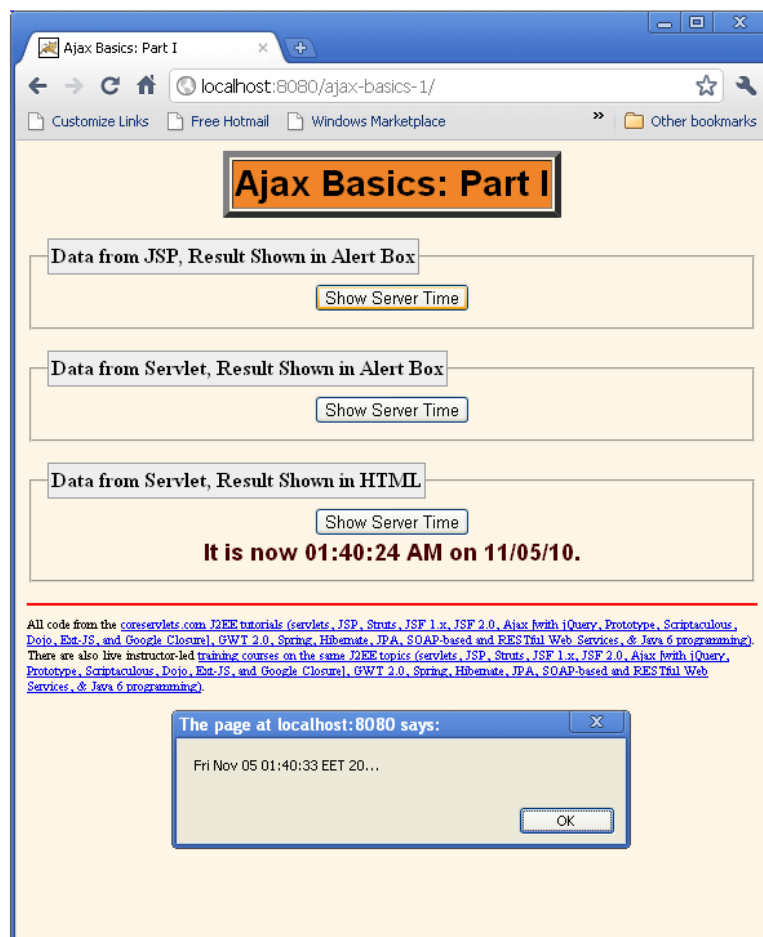 Ajax Basics: Part I
localhost:8080/ajax-basics-1/
Customize Links Free Hotmail Windows Marketplace » Other bookmarks
Ajax Basics: Part I
Data from JSP, Result Shown in Alert Box
Show Server Time
Data from Servlet, Result Shown in Alert Box
Show Server Time
Data from Servlet, Result Shown in HTML
Show Server Time
It is now 01:40:24 AM on 11/05/10.
All code from the coreservlets.com J2EE tutorials (servlets, JSP, Struts, JSF 1.x, JSF 2.0, Ajax [with jQuery, Prototype, Scriptaculous,
Dojo, Ext-JS, and Google Closure], GWT 2.0, Spring, Hibernate, JPA, SOAP-based and RESTful Web Services, & Java 6 programming).
There are also live instructor-led training courses on the same J2EE topics (servlets, JSP, Struts, JSF 1.x, JSF 2.0, Ajax [with jQuery,
Prototype, Scriptaculous, Dojo, Ext-JS, and Google Closure], GWT 2.0, Spring, Hibernate, JPA, SOAP-based and RESTful Web
Services, & Java 6 programming).
The page at localhost:8080 says:
Fri Nov 05 01:40:33 EET 20...
OK